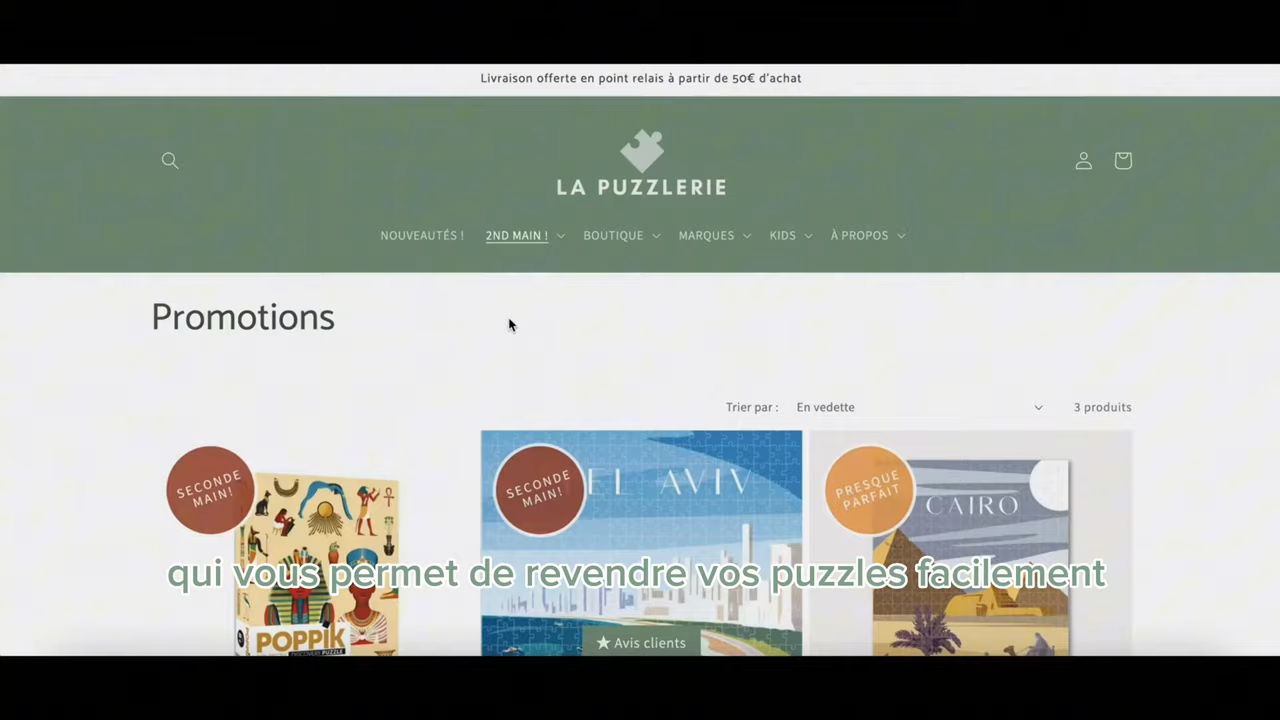 Livraison offerte en point relais à partir de 50€ d'achat
LA PUZZLERIE
NOUVEAUTÉS ! 2ND MAIN ! BOUTIQUE MARQUES KIDS À PROPOS
Promotions
Trier par : En vedette 3 produits
SECONDE
MAIN!
SECONDE
MAIN!
EL AVIV
PRESQUE
PARFAIT
CAIRO
qui vous permet de revendre vos puzzles facilement
POPPIK
DISCOVERY PUZZLE
★ Avis clients